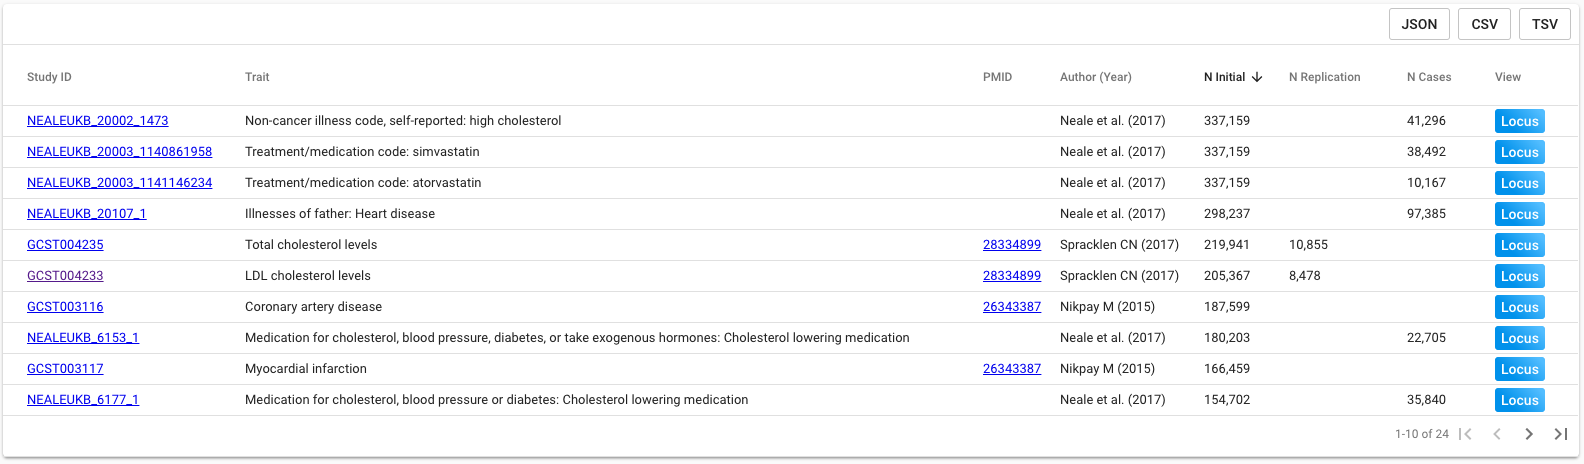 JSON CSV TSV
Study ID Trait PMID Author (Year) N Initial N Replication N Cases View
NEALEUKB_20002_1473 Non-cancer illness code, self-reported: high cholesterol Neale et al. (2017) 337,159 41,296 Locus
NEALEUKB_20003_1140861958 Treatment/medication code: simvastatin Neale et al. (2017) 337,159 38,492 Locus
NEALEUKB_20003_1141146234 Treatment/medication code: atorvastatin Neale et al. (2017) 337,159 10,167 Locus
NEALEUKB_20107_1 Illnesses of father: Heart disease Neale et al. (2017) 298,237 97,385 Locus
GCST004235 Total cholesterol levels 28334899 Spracklen CN (2017) 219,941 10,855 Locus
GCST004233 LDL cholesterol levels 28334899 Spracklen CN (2017) 205,367 8,478 Locus
GCST003116 Coronary artery disease 26343387 Nikpay M (2015) 187,599 Locus
NEALEUKB_6153_1 Medication for cholesterol, blood pressure, diabetes, or take exogenous hormones: Cholesterol lowering medication Neale et al. (2017) 180,203 22,705 Locus
GCST003117 Myocardial infarction 26343387 Nikpay M (2015) 166,459 Locus
NEALEUKB_6177_1 Medication for cholesterol, blood pressure or diabetes: Cholesterol lowering medication Neale et al. (2017) 154,702 35,840 Locus
1-10 of 24